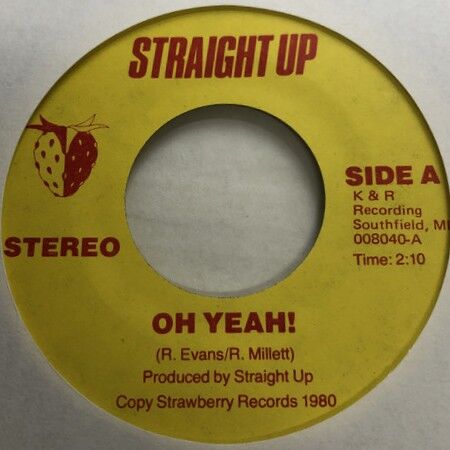 STRAIGHT UP
SIDE A
K & R
Recording
Southfield, MI
008040-A
STEREO
Time: 2:10
OH YEAH!
(R. Evans/R. Millett)
Produced by Straight Up
Copy Strawberry Records 1980